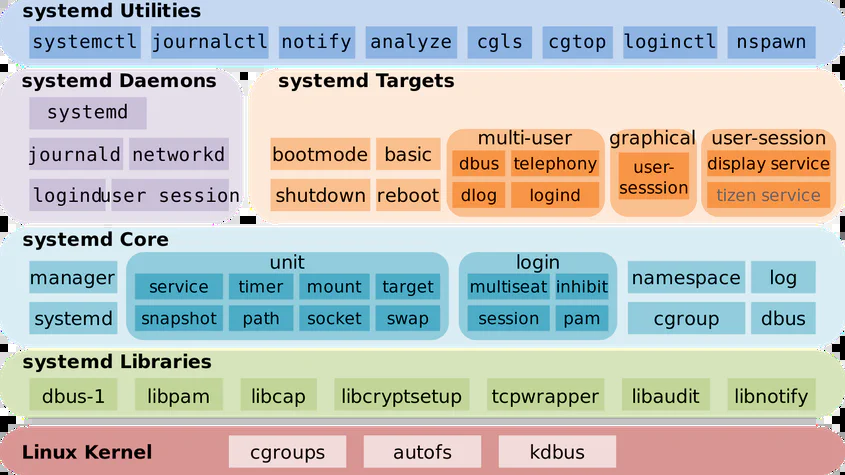 systemd Utilities
systemctl journalctl notify analyze cgls cgtop loginctl nspawn
systemd Daemons
systemd
journald networkd
logind user session
systemd Targets
bootmode basic
shutdown reboot
multi-user
dbus telephony
dlog logind
graphical
user-
sesssion
user-session
display service
tizen service
systemd Core
manager
systemd
unit
service timer mount target
snapshot path socket swap
login
multiseat inhibit
session pam
namespace log
cgroup dbus
systemd Libraries
dbus-1 libpam libcap libcryptsetup tcpwrapper libaudit libnotify
Linux Kernel cgroups autofs kdbus